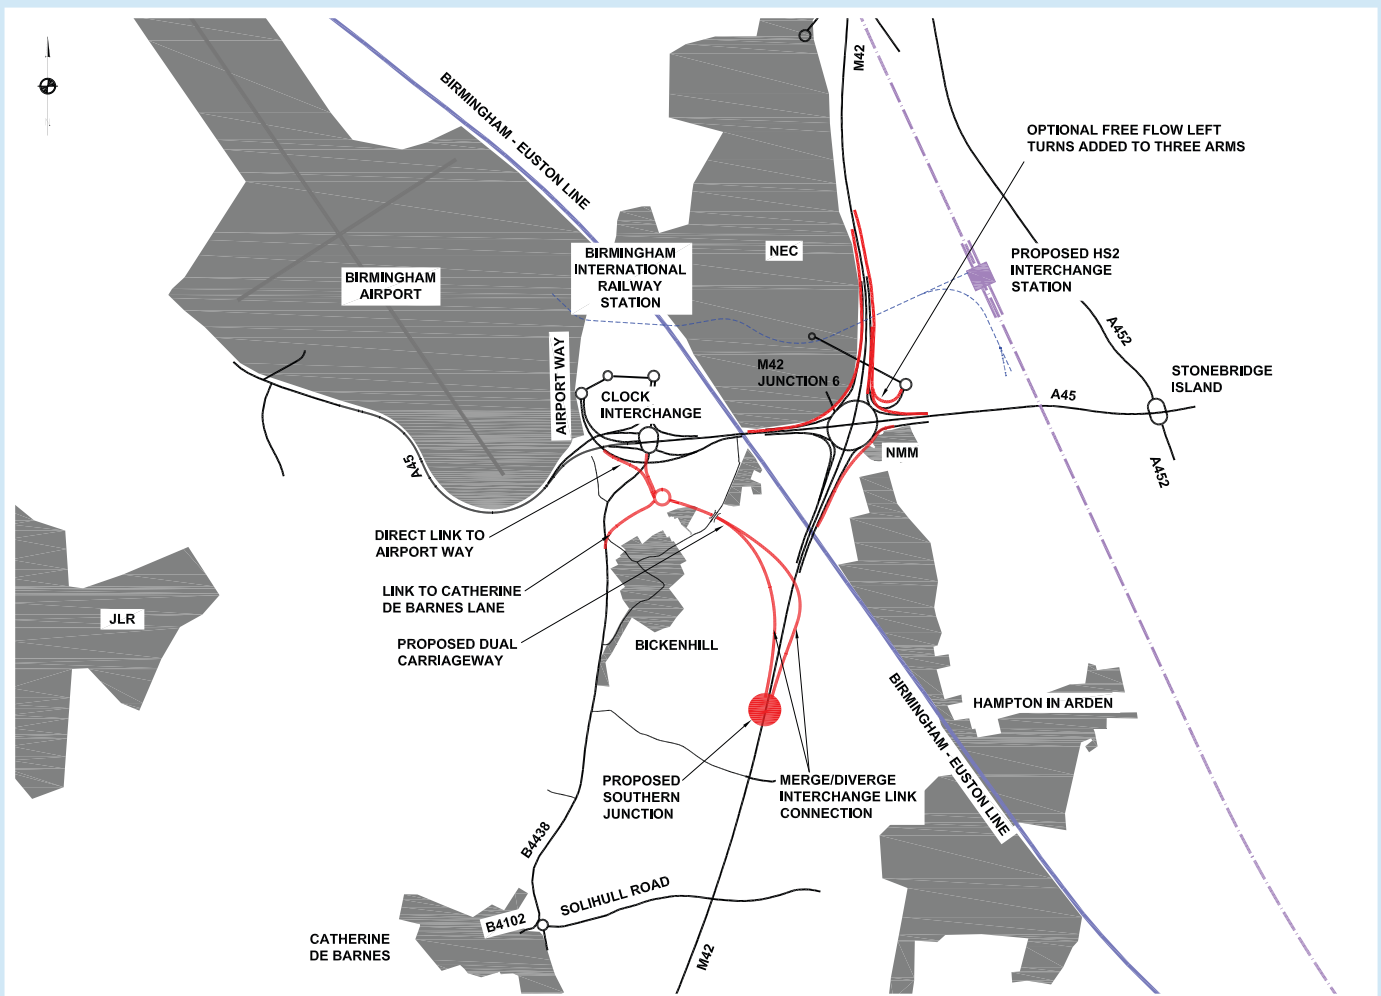 M42
BIRMINGHAM - EUSTON LINE
OPTIONAL FREE FLOW LEFT
TURNS ADDED TO THREE ARMS
NEC
BIRMINGHAM
INTERNATIONAL
RAILWAY
STATION
PROPOSED HS2
INTERCHANGE
STATION
BIRMINGHAM
AIRPORT
A452
AIRPORT WAY
M42
JUNCTION 6
STONEBRIDGE
ISLAND
CLOCK
INTERCHANGE
A45
A45
NMM
A452
DIRECT LINK TO
AIRPORT WAY
LINK TO CATHERINE
DE BARNES LANE
JLR
PROPOSED DUAL
CARRIAGEWAY
BICKENHILL
HAMPTON IN ARDEN
BIRMINGHAM - EUSTON LINE
PROPOSED
SOUTHERN
JUNCTION
MERGE/DIVERGE
INTERCHANGE LINK
CONNECTION
B4438
SOLIHULL ROAD
B4102
CATHERINE
DE BARNES
M42